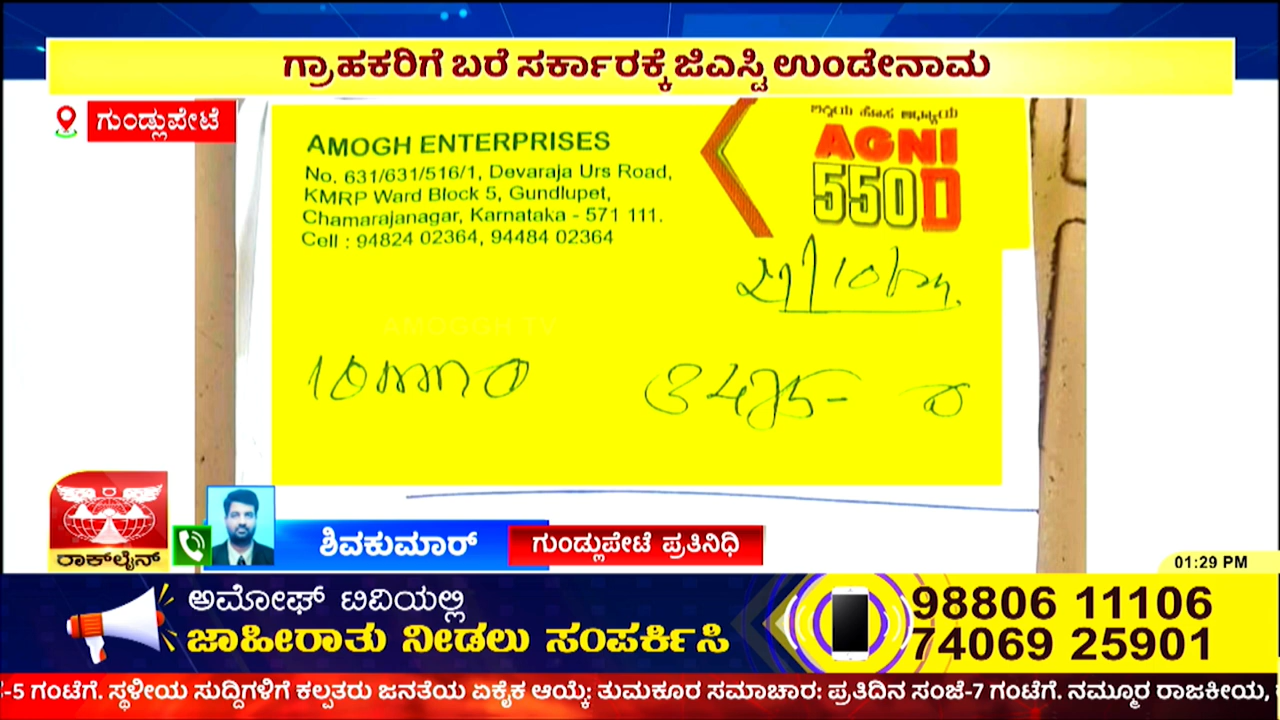 ಗ್ರಾಹಕರಿಗೆ ಬರೆ ಸರ್ಕಾರಕ್ಕೆ ಜಿಎಸ್ಟಿ ಉಂಡೇನಾಮ
ಗುಂಡ್ಲುಪೇಟೆ
AMOGH ENTERPRISES
No. 631/631/516/1, Devaraja Urs Road,
KMRP Ward Block 5, Gundlupet,
Chamarajanagar, Karnataka - 571 111.
Cell : 94824 02364, 94484 02364
AGNI
550D
AMOGH TV
ರಾಕ್‌ಲೈನ್
ಶಿವಕುಮಾರ್
ಗುಂಡ್ಲುಪೇಟೆ ಪ್ರತಿನಿಧಿ
01:29 PM
ಅಮೋಘ್ ಟಿವಿಯಲ್ಲಿ
ಜಾಹೀರಾತು ನೀಡಲು ಸಂಪರ್ಕಿಸಿ
98806 11106
74069 25901
-5 ಗಂಟೆಗೆ. ಸ್ಥಳೀಯ ಸುದ್ದಿಗಳಿಗೆ ಕಲ್ಪತರು ಜನತೆಯ ಏಕೈಕ ಆಯ್ಕೆ: ತುಮಕೂರ ಸಮಾಚಾರ: ಪ್ರತಿದಿನ ಸಂಜೆ-7 ಗಂಟೆಗೆ. ನಮ್ಮೂರ ರಾಜಕೀಯ,